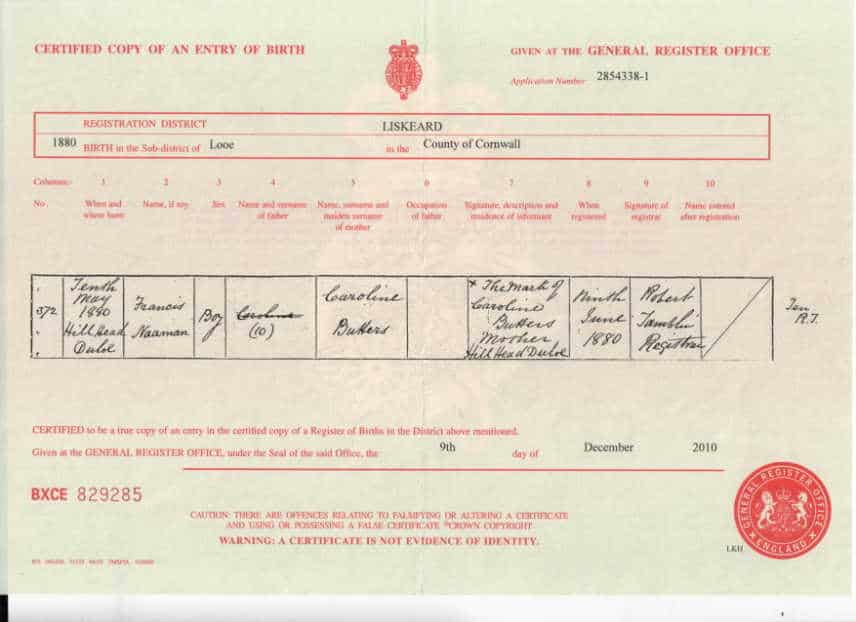 CERTIFIED COPY OF AN ENTRY OF BIRTH
GIVEN AT THE GENERAL REGISTER OFFICE
Application Number 2854338-1
REGISTRATION DISTRICT LISKEARD
1880 BIRTH in the Sub-district of Looe in the County of Cornwall
Columns:- 1 2 3 4 5 6 7 8 9 10
No When and where born Name, if any Sex Name and surname of father Name, surname and maiden surname of mother Occupation of father Signature, description and residence of informant When registered Signature of registrar Name entered after registration
372 Tenth May 1880 Hill Head Duloe
Francis Naaman
Boy
Caroline (10)
Caroline Butters
X The Mark of Caroline Butters Mother Hill Head Duloe
Ninth June 1880
Robert Tamblin Registrar
Ten R.T.
CERTIFIED to be a true copy of an entry in the certified copy of a Register of Births in the District above mentioned.
Given at the GENERAL REGISTER OFFICE, under the Seal of the said Office, the 9th day of December 2010
BXCE 829285
CAUTION: THERE ARE OFFENCES RELATING TO FALSIFYING OR ALTERING A CERTIFICATE
AND USING OR POSSESSING A FALSE CERTIFICATE ©CROWN COPYRIGHT
WARNING: A CERTIFICATE IS NOT EVIDENCE OF IDENTITY.
GENERAL REGISTER OFFICE
ENGLAND
LKH